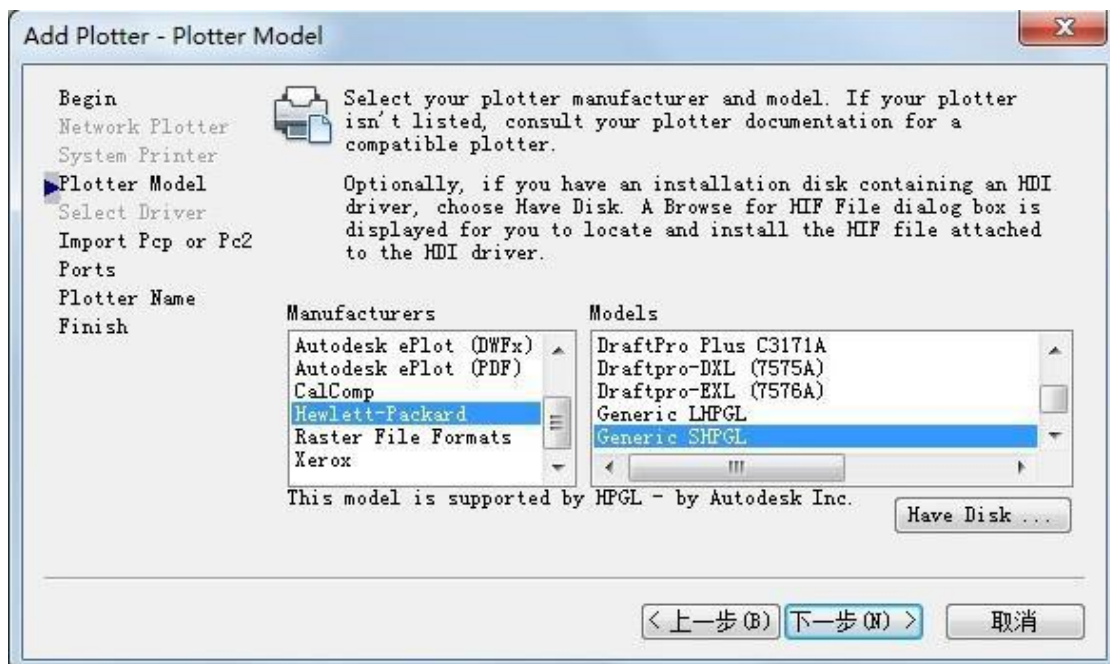 Add Plotter - Plotter Model
Begin
Network Plotter
System Printer
Plotter Model
Select Driver
Import Pcp or Pc2
Ports
Plotter Name
Finish
Select your plotter manufacturer and model. If your plotter
isn't listed, consult your plotter documentation for a
compatible plotter.
Optionally, if you have an installation disk containing an HDI
driver, choose Have Disk. A Browse for HIF File dialog box is
displayed for you to locate and install the HIF file attached
to the HDI driver.
Manufacturers
Autodesk ePlot (DWFx)
Autodesk ePlot (PDF)
CalComp
Hewlett-Packard
Raster File Formats
Xerox
Models
DraftPro Plus C3171A
Draftpro-DXL (7575A)
Draftpro-EXL (7576A)
Generic LHPGL
Generic SHPGL
This model is supported by HPGL - by Autodesk Inc.
Have Disk ...
< 上一步(B)
下一步(N) >
取消